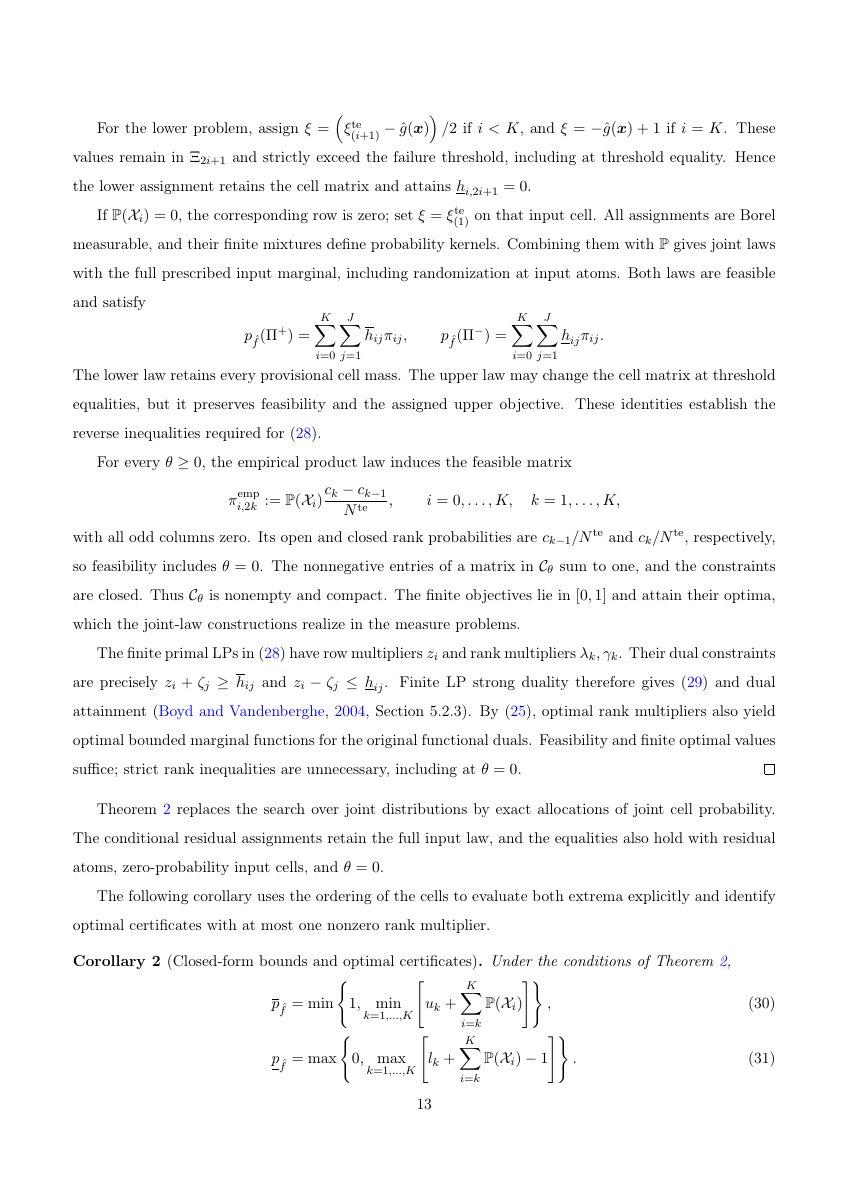 For the lower problem, assign ξ = (ξ^te_(i+1) − ĝ(x)) /2 if i < K, and ξ = −ĝ(x) + 1 if i = K. These
values remain in Ξ_2i+1 and strictly exceed the failure threshold, including at threshold equality. Hence
the lower assignment retains the cell matrix and attains h̲_i,2i+1 = 0.
If ℙ(𝒳_i) = 0, the corresponding row is zero; set ξ = ξ^te_(1) on that input cell. All assignments are Borel
measurable, and their finite mixtures define probability kernels. Combining them with ℙ gives joint laws
with the full prescribed input marginal, including randomization at input atoms. Both laws are feasible
and satisfy
p_f̂(Π⁺) = ∑_{i=0}^{K} ∑_{j=1}^{J} h̅_ij π_ij, p_f̂(Π⁻) = ∑_{i=0}^{K} ∑_{j=1}^{J} h̲_ij π_ij.
The lower law retains every provisional cell mass. The upper law may change the cell matrix at threshold
equalities, but it preserves feasibility and the assigned upper objective. These identities establish the
reverse inequalities required for (28).
For every θ ≥ 0, the empirical product law induces the feasible matrix
π^emp_i,2k := ℙ(𝒳_i) (c_k − c_k−1)/N^te, i = 0, . . . , K, k = 1, . . . , K,
with all odd columns zero. Its open and closed rank probabilities are c_k−1/N^te and c_k/N^te, respectively,
so feasibility includes θ = 0. The nonnegative entries of a matrix in 𝒞_θ sum to one, and the constraints
are closed. Thus 𝒞_θ is nonempty and compact. The finite objectives lie in [0, 1] and attain their optima,
which the joint-law constructions realize in the measure problems.
The finite primal LPs in (28) have row multipliers z_i and rank multipliers λ_k, γ_k. Their dual constraints
are precisely z_i + ζ_j ≥ h̅_ij and z_i − ζ_j ≤ h̲_ij. Finite LP strong duality therefore gives (29) and dual
attainment (Boyd and Vandenberghe, 2004, Section 5.2.3). By (25), optimal rank multipliers also yield
optimal bounded marginal functions for the original functional duals. Feasibility and finite optimal values
suffice; strict rank inequalities are unnecessary, including at θ = 0. □
Theorem 2 replaces the search over joint distributions by exact allocations of joint cell probability.
The conditional residual assignments retain the full input law, and the equalities also hold with residual
atoms, zero-probability input cells, and θ = 0.
The following corollary uses the ordering of the cells to evaluate both extrema explicitly and identify
optimal certificates with at most one nonzero rank multiplier.
Corollary 2 (Closed-form bounds and optimal certificates). Under the conditions of Theorem 2,
p̅_f̂ = min {1, min_{k=1,...,K} [u_k + ∑_{i=k}^{K} ℙ(𝒳_i)]}, (30)
p̲_f̂ = max {0, max_{k=1,...,K} [l_k + ∑_{i=k}^{K} ℙ(𝒳_i) − 1]}. (31)
13